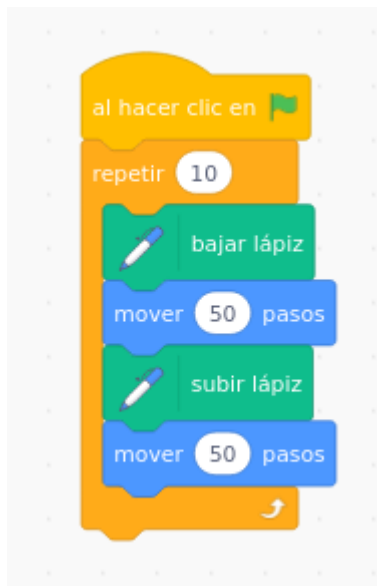 al hacer clic en
repetir 10
bajar lápiz
mover 50 pasos
subir lápiz
mover 50 pasos